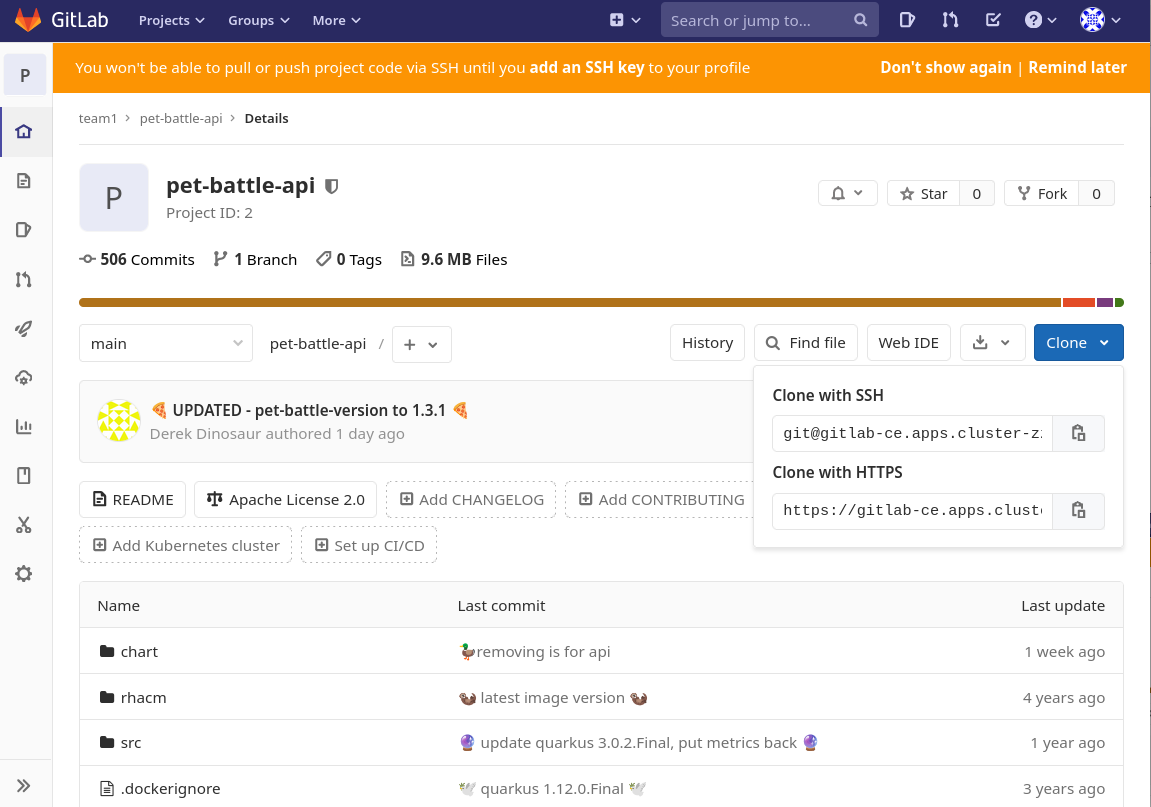 GitLab Projects Groups More Search or jump to...
P
You won't be able to pull or push project code via SSH until you add an SSH key to your profile Don't show again | Remind later
team1 > pet-battle-api > Details
P
pet-battle-api
Project ID: 2
Star 0 Fork 0
506 Commits 1 Branch 0 Tags 9.6 MB Files
main pet-battle-api / + History Find file Web IDE Clone
Clone with SSH
git@gitlab-ce.apps.cluster-z
Clone with HTTPS
https://gitlab-ce.apps.cluste
🍕 UPDATED - pet-battle-version to 1.3.1 🍕
Derek Dinosaur authored 1 day ago
README Apache License 2.0 Add CHANGELOG Add CONTRIBUTING
Add Kubernetes cluster Set up CI/CD
Name Last commit Last update
chart 🦆removing is for api 1 week ago
rhacm 🦦 latest image version 🦦 4 years ago
src 🔮 update quarkus 3.0.2.Final, put metrics back 🔮 1 year ago
.dockerignore 🕊 quarkus 1.12.0.Final 🕊 3 years ago